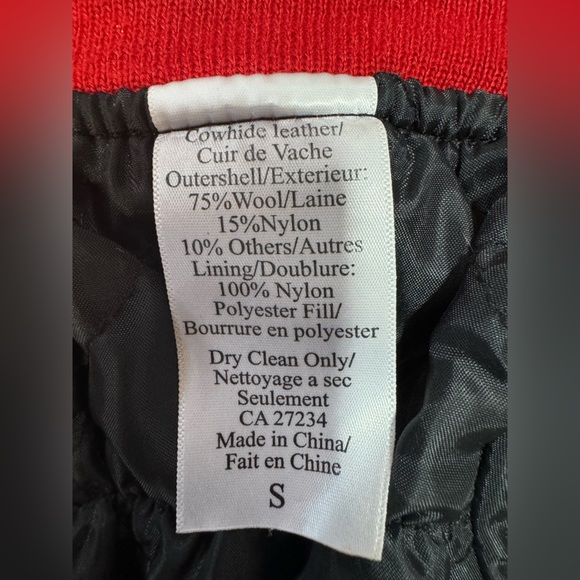 Cowhide leather/
Cuir de Vache
Outershell/Exterieur:
75%Wool/Laine
15%Nylon
10% Others/Autres
Lining/Doublure:
100% Nylon
Polyester Fill/
Bourrure en polyester
Dry Clean Only/
Nettoyage a sec
Seulement
CA 27234
Made in China/
Fait en Chine
S